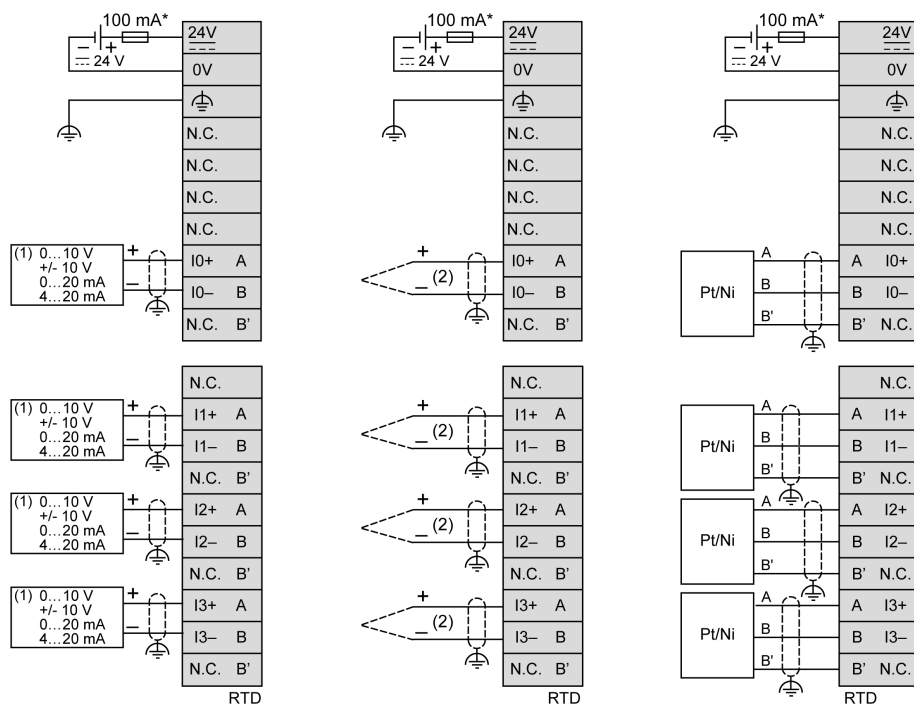 100 mA*
24V
– +
24 V
0V
N.C.
N.C.
N.C.
N.C.
(1) 0...10 V
+/- 10 V
0...20 mA
4...20 mA
+
–
I0+ A
I0– B
N.C. B'
N.C.
(1) 0...10 V
+/- 10 V
0...20 mA
4...20 mA
+
–
I1+ A
I1– B
N.C. B'
(1) 0...10 V
+/- 10 V
0...20 mA
4...20 mA
+
–
I2+ A
I2– B
N.C. B'
(1) 0...10 V
+/- 10 V
0...20 mA
4...20 mA
+
–
I3+ A
I3– B
N.C. B'
RTD
100 mA*
24V
– +
24 V
0V
N.C.
N.C.
N.C.
N.C.
+
– (2)
I0+ A
I0– B
N.C. B'
N.C.
+
– (2)
I1+ A
I1– B
N.C. B'
+
– (2)
I2+ A
I2– B
N.C. B'
+
– (2)
I3+ A
I3– B
N.C. B'
RTD
100 mA*
24V
– +
24 V
0V
N.C.
N.C.
N.C.
N.C.
Pt/Ni
A A I0+
B B I0–
B' B' N.C.
N.C.
Pt/Ni
A A I1+
B B I1–
B' B' N.C.
Pt/Ni
A A I2+
B B I2–
B' B' N.C.
Pt/Ni
A A I3+
B B I3–
B' B' N.C.
RTD